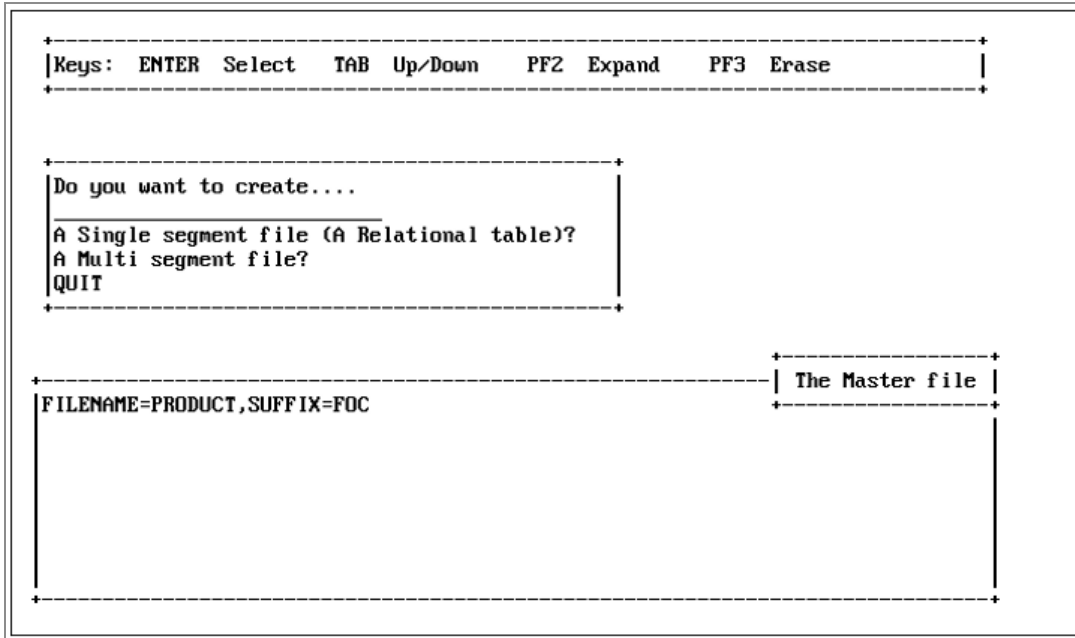 Keys: ENTER Select TAB Up/Down PF2 Expand PF3 Erase
Do you want to create....
A Single segment file (A Relational table)?
A Multi segment file?
QUIT
The Master file
FILENAME=PRODUCT,SUFFIX=FOC